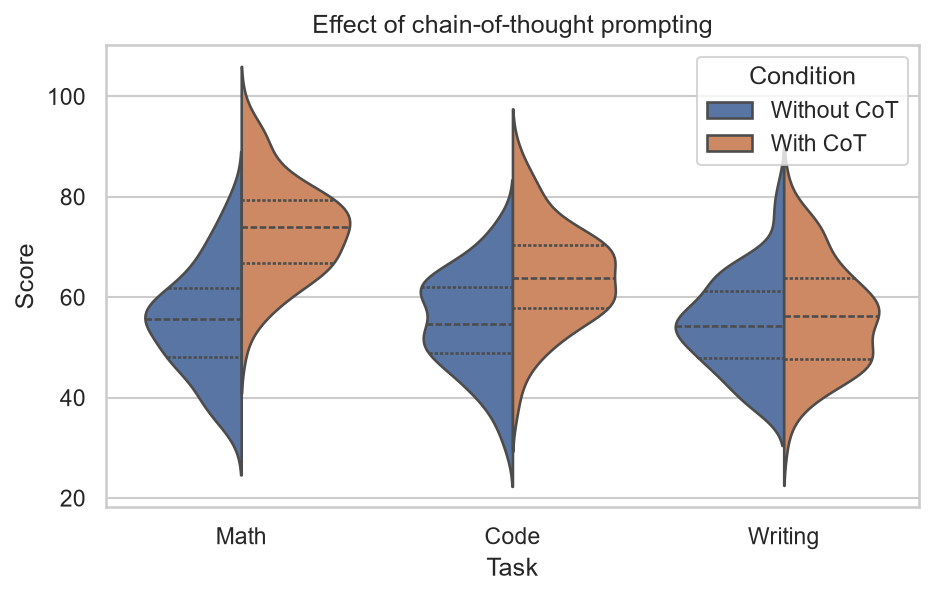 Effect of chain-of-thought prompting
Score
100
80
60
40
20
Condition
Without CoT
With CoT
Math
Code
Writing
Task